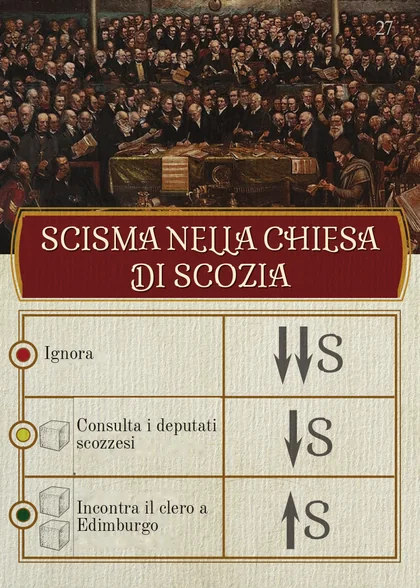 27
SCISMA NELLA CHIESA
DI SCOZIA
Ignora
S
Consulta i deputati
scozzesi
S
Incontra il clero a
Edimburgo
S